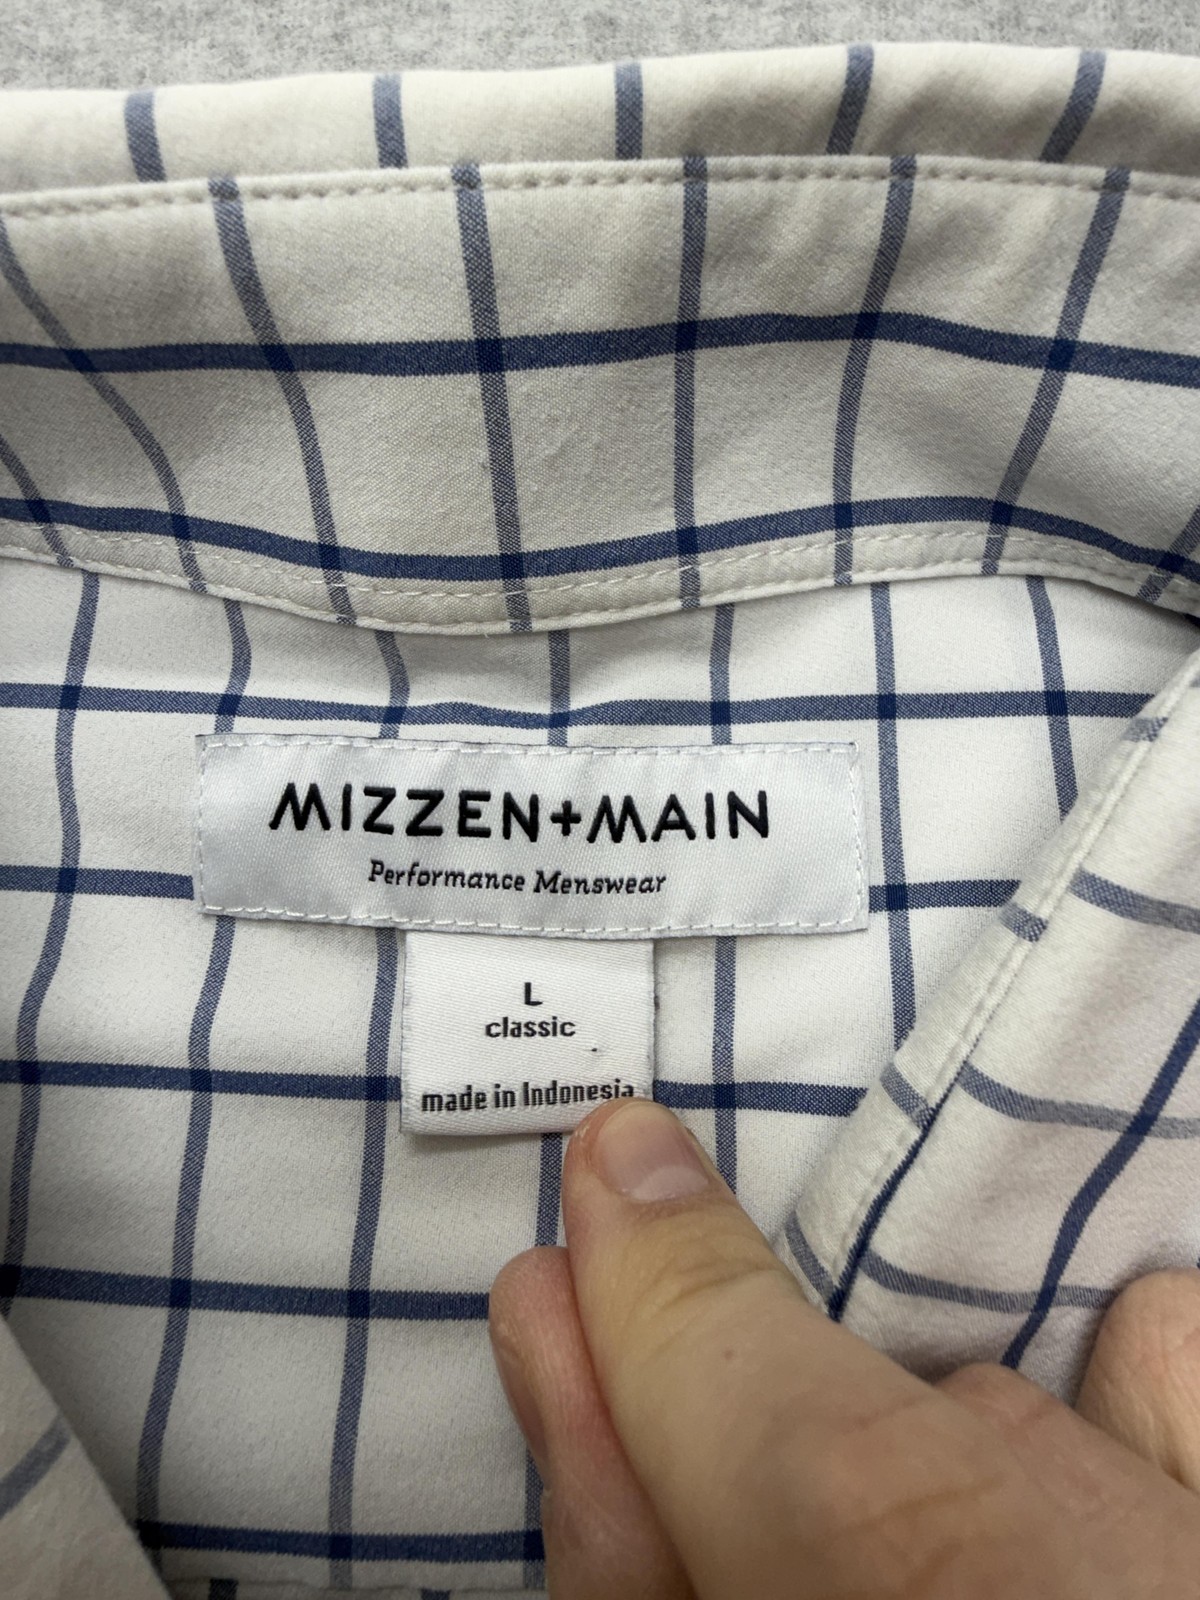 MIZZEN+MAIN
Performance Menswear
L
classic
made in Indonesia